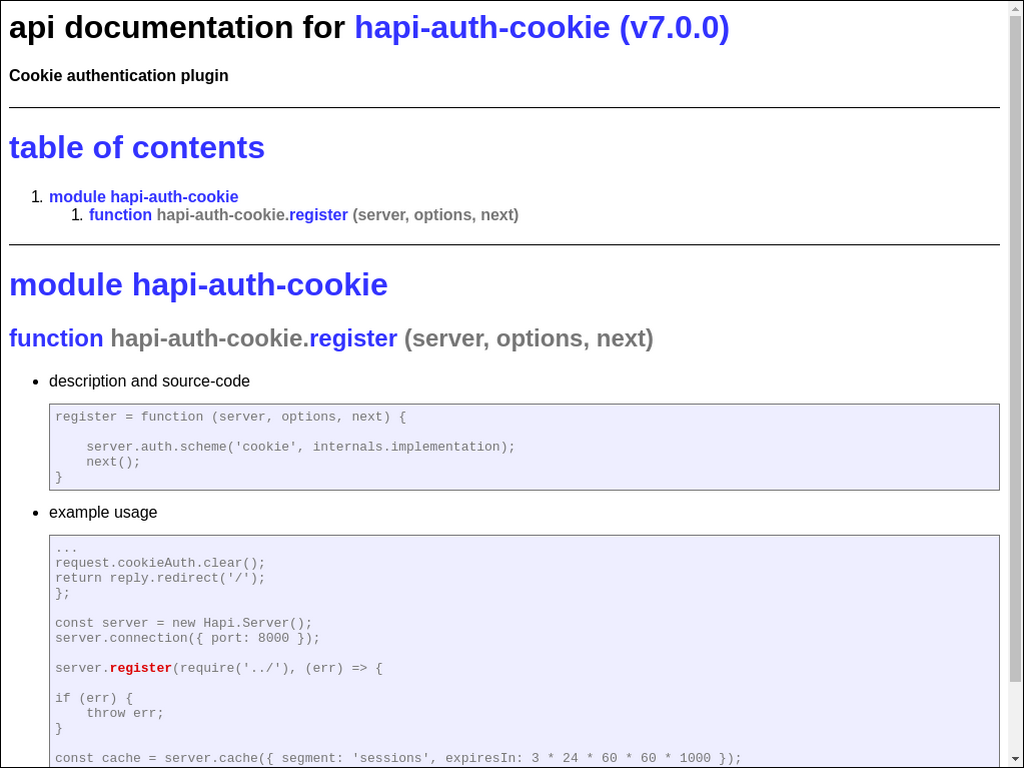 api documentation for hapi-auth-cookie (v7.0.0)
Cookie authentication plugin
table of contents
1. module hapi-auth-cookie
1. function hapi-auth-cookie.register (server, options, next)
module hapi-auth-cookie
function hapi-auth-cookie.register (server, options, next)
• description and source-code
register = function (server, options, next) {
    server.auth.scheme('cookie', internals.implementation);
    next();
}
• example usage
...
request.cookieAuth.clear();
return reply.redirect('/');
};
const server = new Hapi.Server();
server.connection({ port: 8000 });
server.register(require('../'), (err) => {
if (err) {
    throw err;
}
const cache = server.cache({ segment: 'sessions', expiresIn: 3 * 24 * 60 * 60 * 1000 });